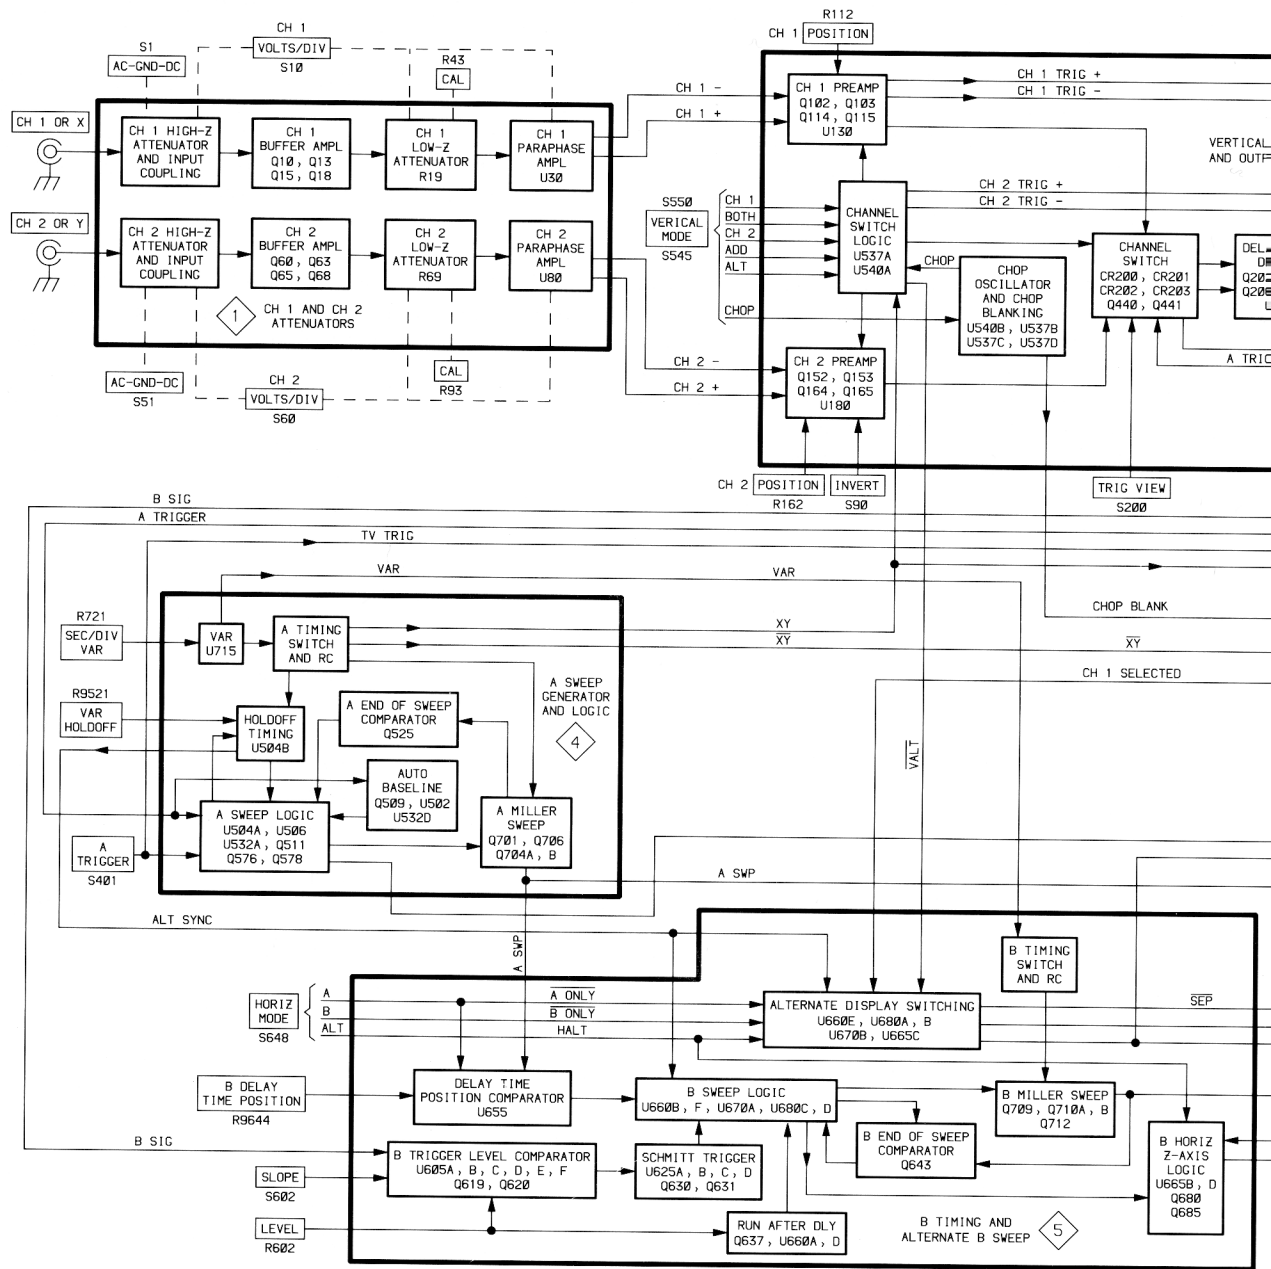 R112
CH 1 POSITION
CH 1
VOLTS/DIV
S10
S1
AC-GND-DC
R43
CAL
CH 1 OR X
CH 1 HIGH-Z
ATTENUATOR
AND INPUT
COUPLING
CH 1
BUFFER AMPL
Q10, Q13
Q15, Q18
CH 1
LOW-Z
ATTENUATOR
R19
CH 1
PARAPHASE
AMPL
U30
CH 1 -
CH 1 +
CH 1 PREAMP
Q102, Q103
Q114, Q115
U130
CH 1 TRIG +
CH 1 TRIG -
VERTICAL
CH 2 OR Y
CH 2 HIGH-Z
ATTENUATOR
AND INPUT
COUPLING
CH 2
BUFFER AMPL
Q60, Q63
Q65, Q68
CH 2
LOW-Z
ATTENUATOR
R69
CH 2
PARAPHASE
AMPL
U80
1
CH 1 AND CH 2
ATTENUATORS
S550
VERICAL
MODE
S545
CH 1
BOTH
CH 2
ADD
ALT
CHOP
CHANNEL
SWITCH
LOGIC
U537A
U540A
CH 2 TRIG +
CH 2 TRIG -
CHOP
CHOP
OSCILLATOR
AND CHOP
BLANKING
U540B, U537B
U537C, U537D
CHANNEL
SWITCH
CR200, CR201
CR202, CR203
Q440, Q441
CH 2 -
CH 2 +
CH 2 PREAMP
Q152, Q153
Q164, Q165
U180
AC-GND-DC
S51
CH 2
VOLTS/DIV
S60
CAL
R93
CH 2 POSITION
R162
INVERT
S90
TRIG VIEW
S200
B SIG
A TRIGGER
TV TRIG
VAR
VAR
CHOP BLANK
R721
SEC/DIV
VAR
VAR
U715
A TIMING
SWITCH
AND RC
XY
XY
XY
CH 1 SELECTED
R9521
VAR
HOLDOFF
HOLDOFF
TIMING
U504B
A END OF SWEEP
COMPARATOR
Q525
A SWEEP
GENERATOR
AND LOGIC
4
VALT
AUTO
BASELINE
Q509, U502
U532D
A SWEEP LOGIC
U504A, U506
U532A, Q511
Q576, Q578
A MILLER
SWEEP
Q701, Q706
Q704A, B
A
TRIGGER
S401
A SWP
ALT SYNC
A SWP
B TIMING
SWITCH
AND RC
HORIZ
MODE
S648
A
B
ALT
A ONLY
B ONLY
HALT
ALTERNATE DISPLAY SWITCHING
U660E, U680A, B
U670B, U665C
SEP
B DELAY
TIME POSITION
R9644
DELAY TIME
POSITION COMPARATOR
U655
B SWEEP LOGIC
U660B, F, U670A, U680C, D
B MILLER SWEEP
Q709, Q710A, B
Q712
B SIG
B TRIGGER LEVEL COMPARATOR
U605A, B, C, D, E, F
Q619, Q620
SCHMITT TRIGGER
U625A, B, C, D
Q630, Q631
B END OF SWEEP
COMPARATOR
Q643
B HORIZ
Z-AXIS
LOGIC
U665B, D
Q680
Q685
SLOPE
S602
LEVEL
R602
RUN AFTER DLY
Q637, U660A, D
B TIMING AND
ALTERNATE B SWEEP
5